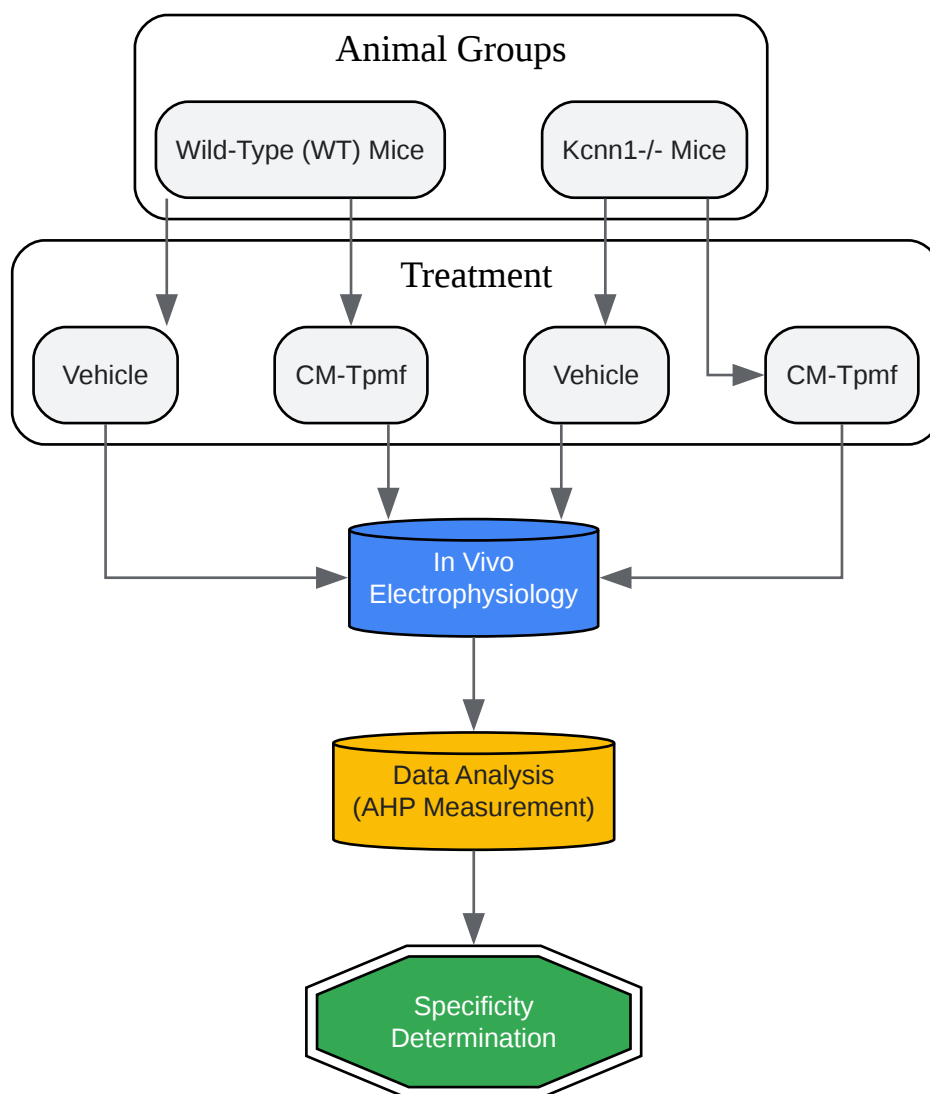 Animal Groups
Wild-Type (WT) Mice
Kcnn1-/- Mice
Treatment
Vehicle
CM-Tpmf
Vehicle
CM-Tpmf
In Vivo
Electrophysiology
Data Analysis
(AHP Measurement)
Specificity
Determination